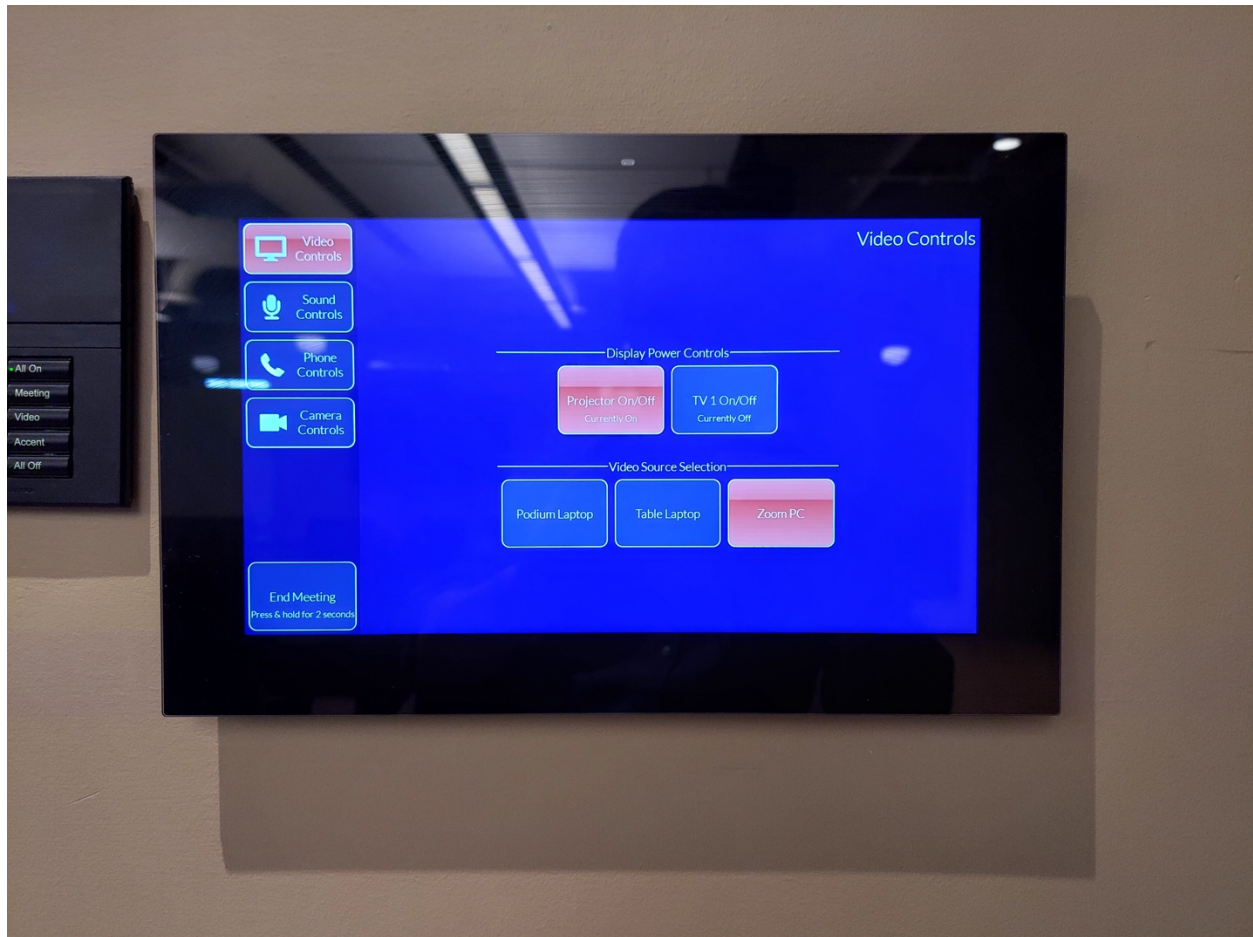 All On
Meeting
Video
Accent
All Off
Video
Controls
Sound
Controls
Phone
Controls
Camera
Controls
End Meeting
Press & hold for 2 seconds
Video Controls
Display Power Controls
Projector On/Off
Currently On
TV 1 On/Off
Currently Off
Video Source Selection
Podium Laptop
Table Laptop
Zoom PC